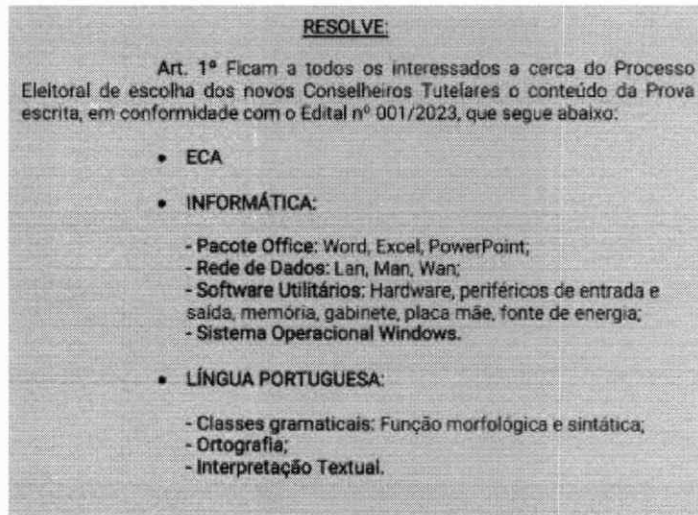 RESOLVE:
Art. 1º Ficam a todos os interessados a cerca do Processo
Eleitoral de escolha dos novos Conselheiros Tutelares o conteúdo da Prova
escrita, em conformidade com o Edital nº 001/2023, que segue abaixo:
• ECA
• INFORMÁTICA:
- Pacote Office: Word, Excel, PowerPoint;
- Rede de Dados: Lan, Man, Wan;
- Software Utilitários: Hardware, periféricos de entrada e
saída, memória, gabinete, placa mãe, fonte de energia;
- Sistema Operacional Windows.
• LÍNGUA PORTUGUESA:
- Classes gramaticais: Função morfológica e sintática;
- Ortografia;
- Interpretação Textual.